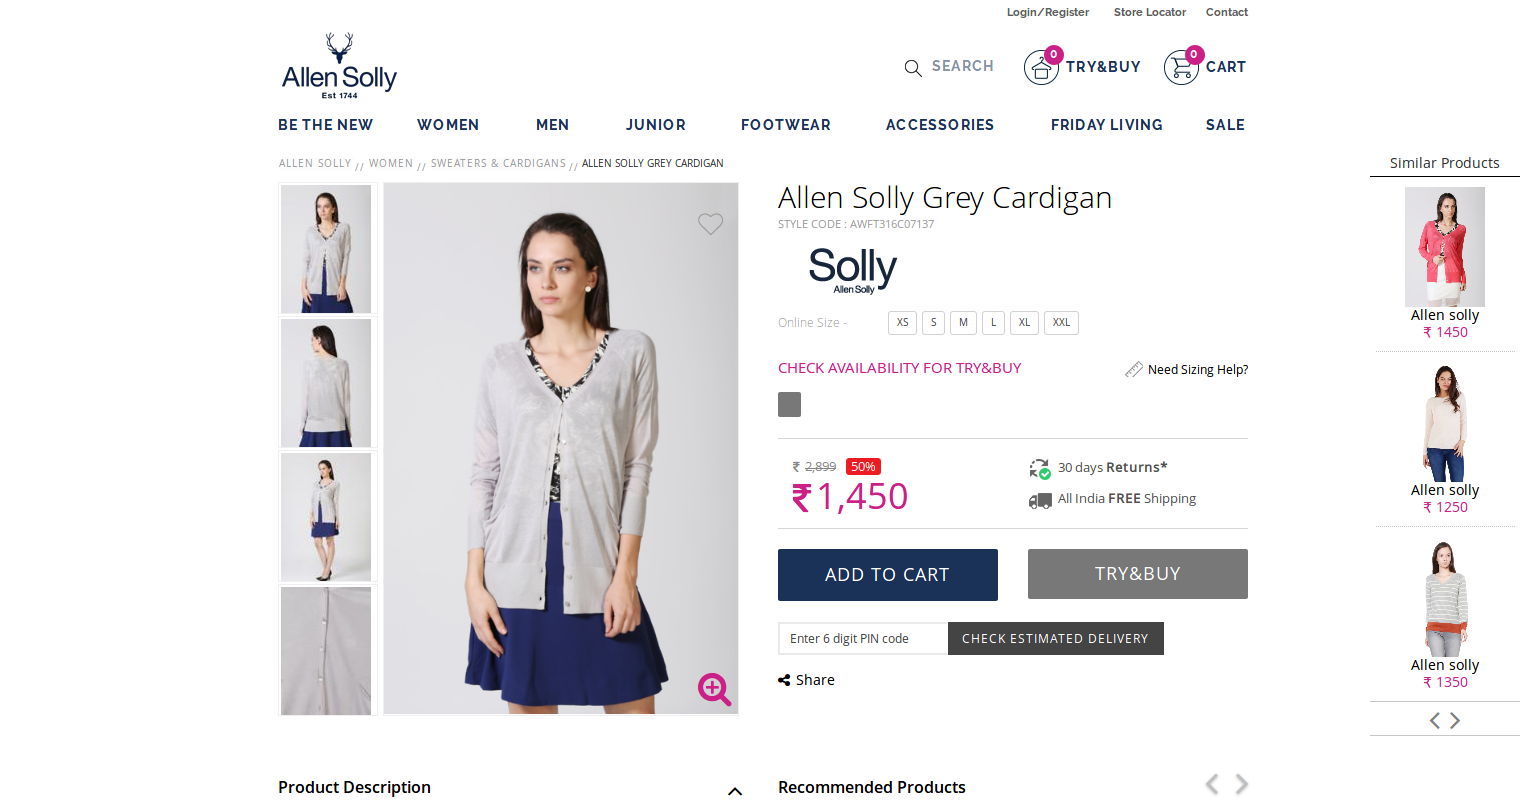 Login/Register Store Locator Contact
Allen Solly
Est 1744
SEARCH 0 TRY&BUY 0 CART
BE THE NEW WOMEN MEN JUNIOR FOOTWEAR ACCESSORIES FRIDAY LIVING SALE
ALLEN SOLLY // WOMEN // SWEATERS & CARDIGANS // ALLEN SOLLY GREY CARDIGAN
Allen Solly Grey Cardigan
STYLE CODE : AWFT316C07137
Solly
Allen Solly
Online Size - XS S M L XL XXL
CHECK AVAILABILITY FOR TRY&BUY Need Sizing Help?
₹ 2,899 50%
₹ 1,450
30 days Returns*
All India FREE Shipping
ADD TO CART TRY&BUY
Enter 6 digit PIN code CHECK ESTIMATED DELIVERY
Share
Similar Products
Allen solly
₹ 1450
Allen solly
₹ 1250
Allen solly
₹ 1350
Product Description
Recommended Products